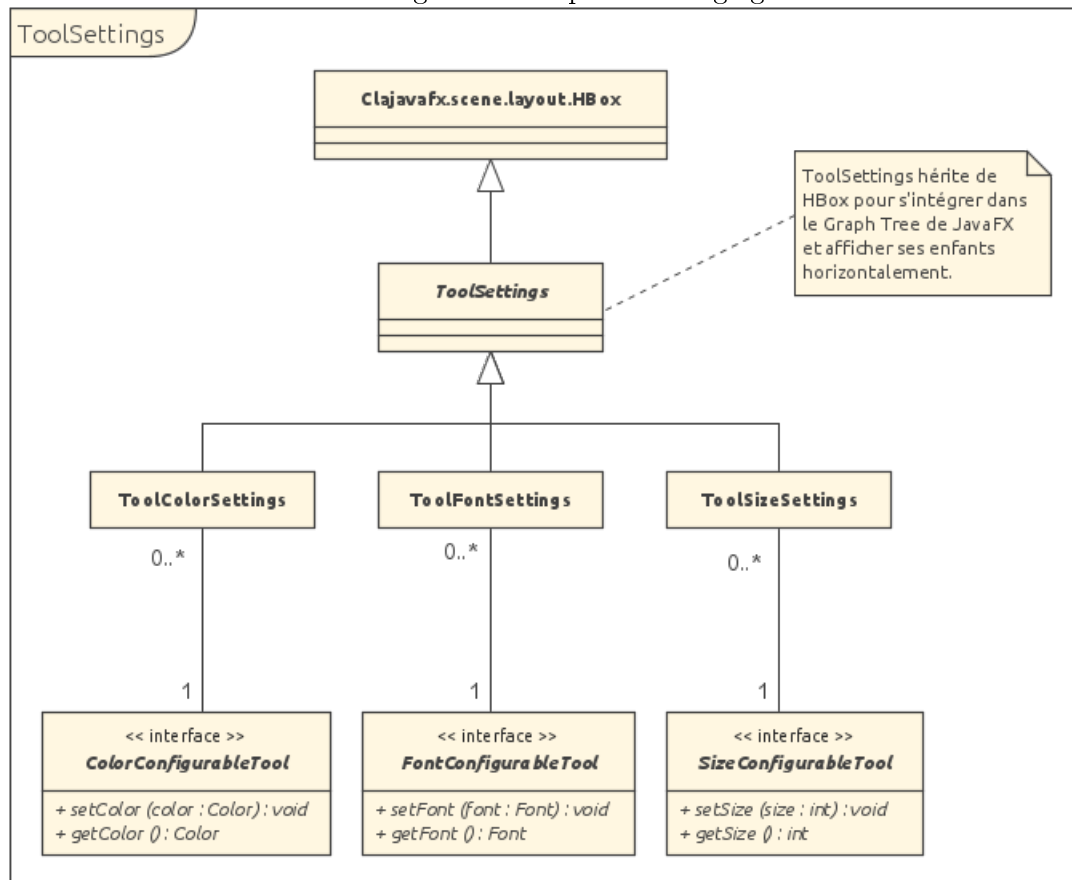 ToolSettings
Clajavafx.scene.layout.HBox
ToolSettings hérite de
HBox pour s'intégrer dans
le Graph Tree de JavaFX
et afficher ses enfants
horizontalement.
ToolSettings
ToolColorSettings
ToolFontSettings
ToolSizeSettings
0..*
0..*
0..*
1
1
1
<< interface >>
ColorConfigurableTool
+ setColor (color : Color) : void
+ getColor () : Color
<< interface >>
FontConfigurableTool
+ setFont (font : Font) : void
+ getFont () : Font
<< interface >>
SizeConfigurableTool
+ setSize (size : int) : void
+ getSize () : int